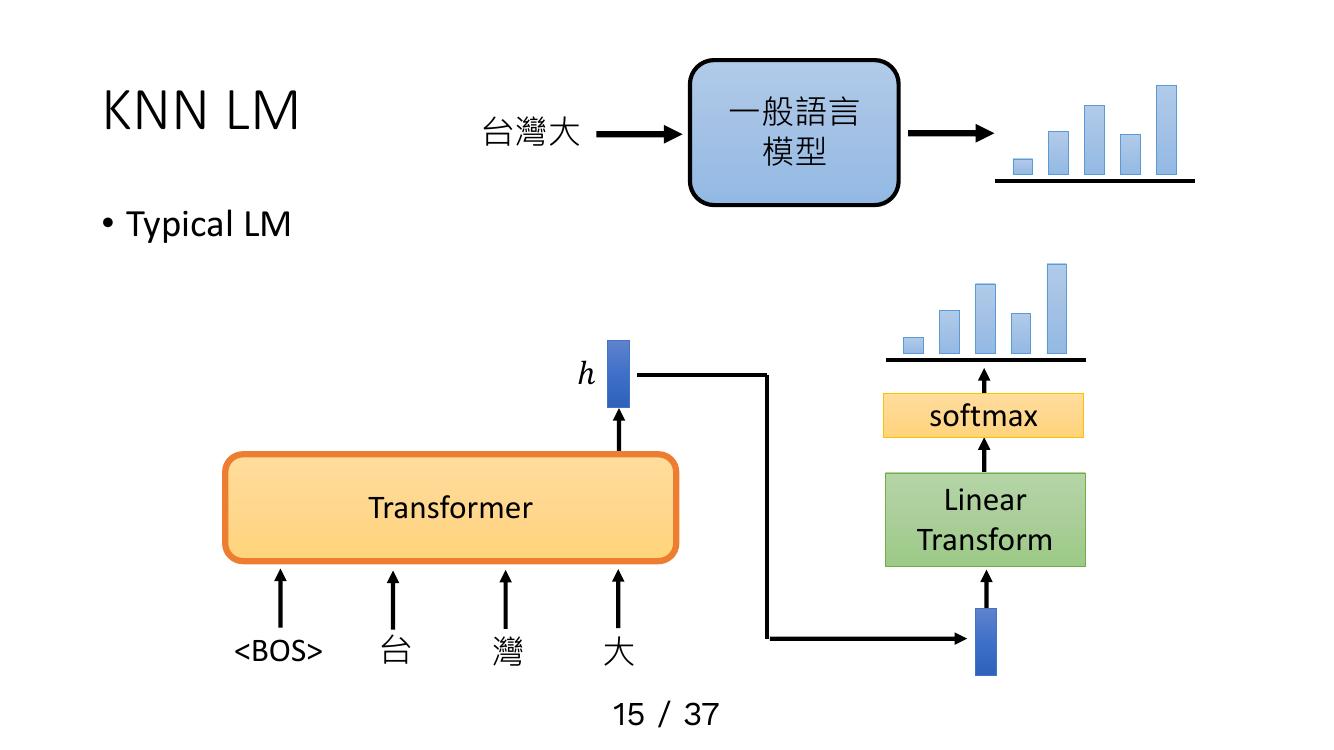 KNN LM
台灣大
一般語言
模型
• Typical LM
h
softmax
Linear
Transform
Transformer
<BOS>
台
灣
大
15 / 37